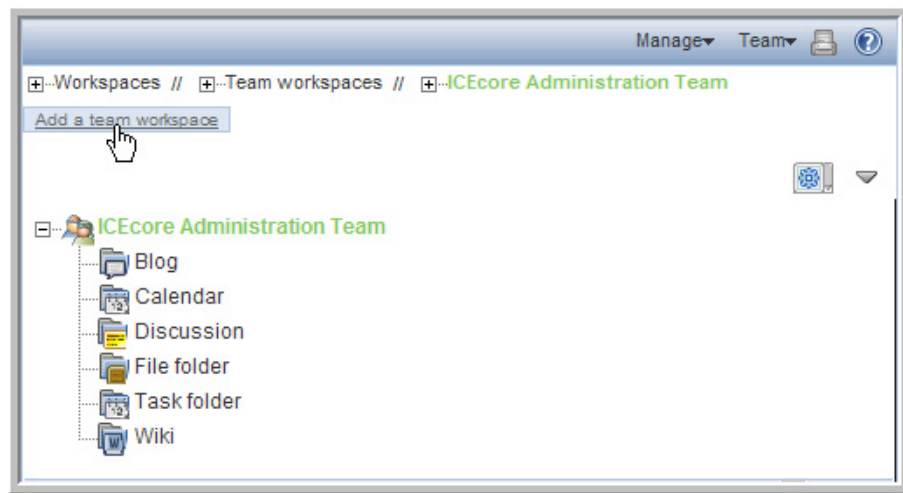 Manage Team
Workspaces // Team workspaces // ICEcore Administration Team
Add a team workspace
ICEcore Administration Team
Blog
Calendar
Discussion
File folder
Task folder
Wiki